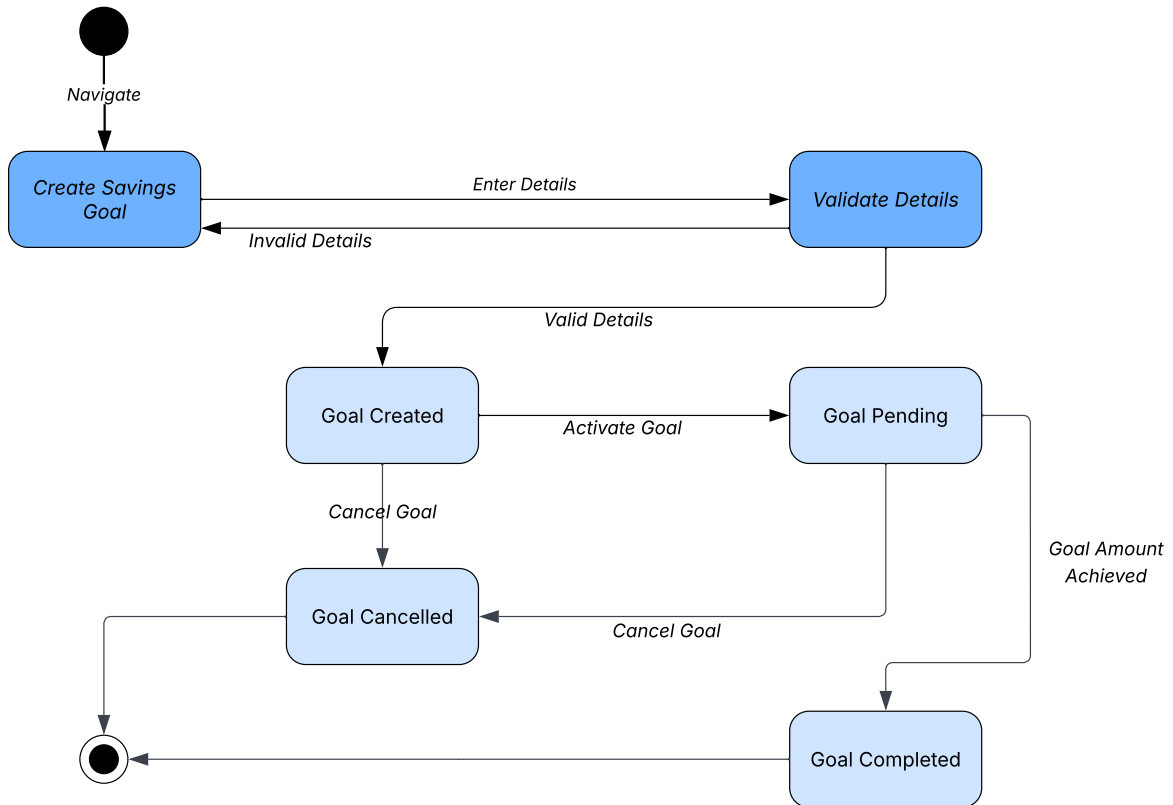 Navigate
Create Savings
Goal
Enter Details
Validate Details
Invalid Details
Valid Details
Goal Created
Activate Goal
Goal Pending
Cancel Goal
Goal Amount
Achieved
Goal Cancelled
Cancel Goal
Goal Completed